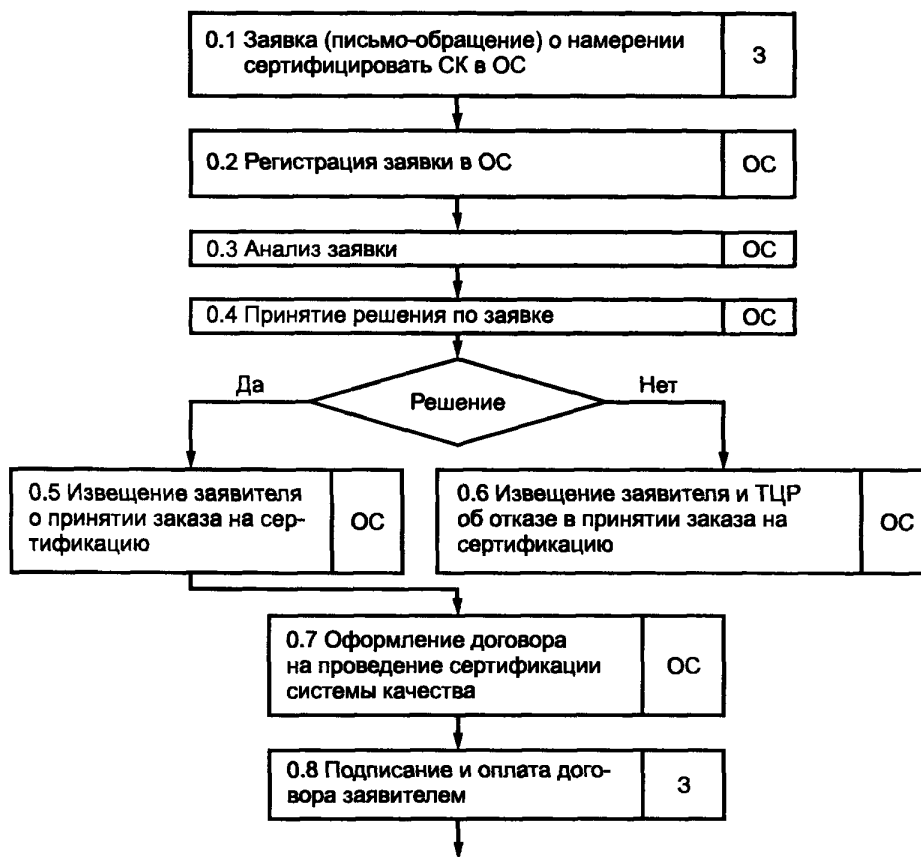 0.1 Заявка (письмо-обращение) о намерении
сертифицировать СК в ОС
З
0.2 Регистрация заявки в ОС
ОС
0.3 Анализ заявки
ОС
0.4 Принятие решения по заявке
ОС
Да
Решение
Нет
0.5 Извещение заявителя
о принятии заказа на сер-
тификацию
ОС
0.6 Извещение заявителя и ТЦР
об отказе в принятии заказа на
сертификацию
ОС
0.7 Оформление договора
на проведение сертификации
системы качества
ОС
0.8 Подписание и оплата дого-
вора заявителем
З